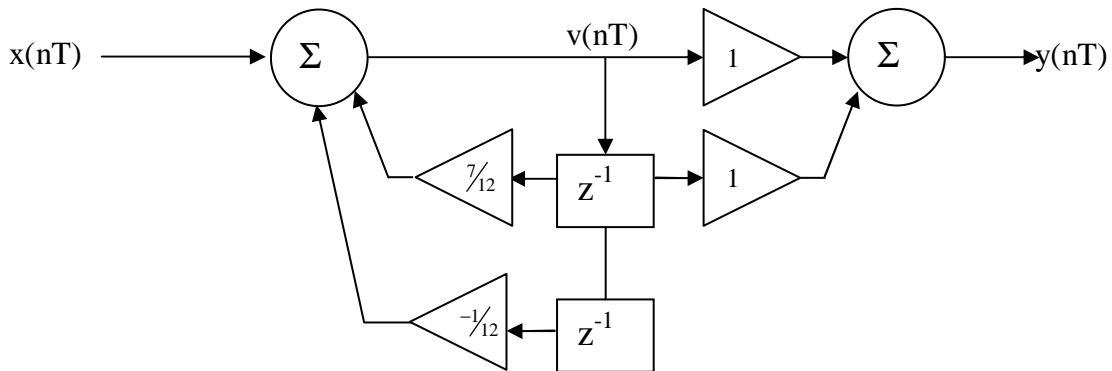 x(nT)
Σ
v(nT)
1
Σ
y(nT)
7/12
z⁻¹
1
−1/12
z⁻¹